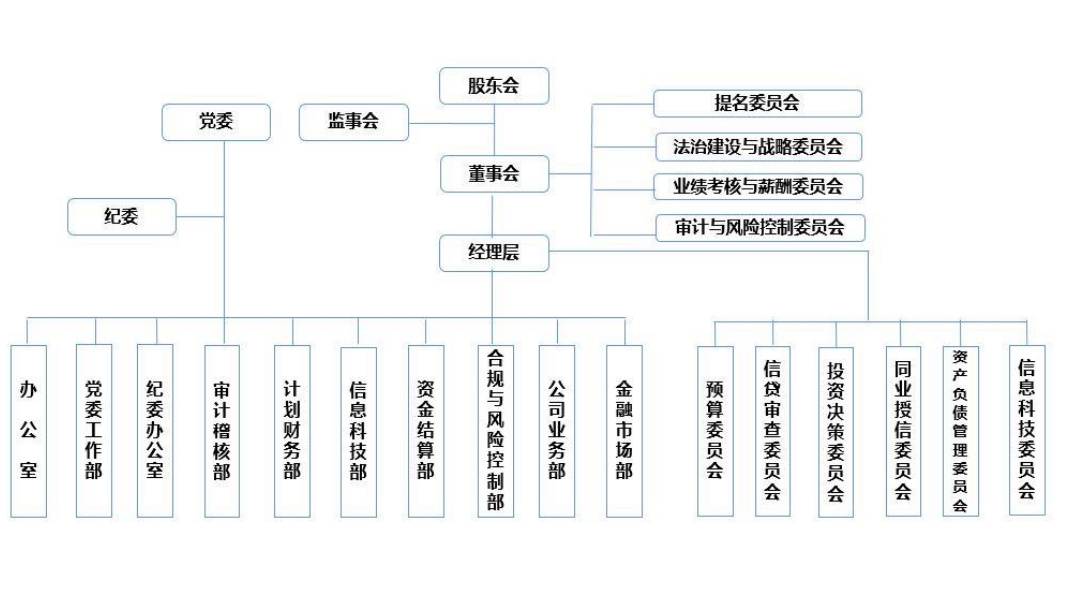 股东会
党委
监事会
提名委员会
法治建设与战略委员会
董事会
业绩考核与薪酬委员会
纪委
审计与风险控制委员会
经理层
办公室
党委工作部
纪委办公室
审计稽核部
计划财务部
信息科技部
资金结算部
合规与风险控制部
公司业务部
金融市场部
预算委员会
信贷审查委员会
投资决策委员会
同业授信委员会
资产负债管理委员会
信息科技委员会